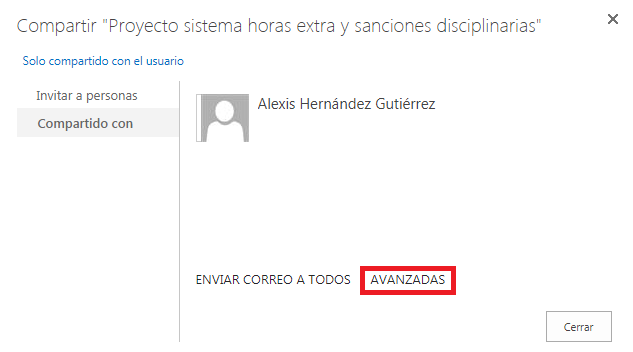 Compartir "Proyecto sistema horas extra y sanciones disciplinarias"
Solo compartido con el usuario
Invitar a personas
Compartido con
Alexis Hernández Gutiérrez
ENVIAR CORREO A TODOS AVANZADAS
Cerrar